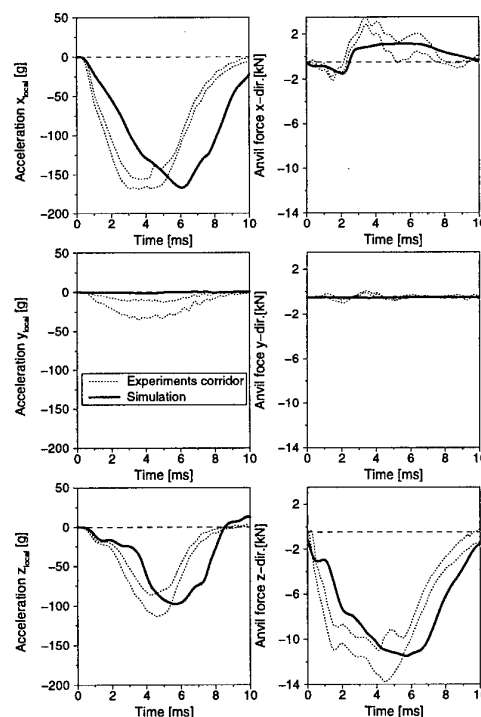 50
0
−50
−100
−150
−200
0 2 4 6 8 10
Time [ms]
Acceleration x_local [g]
2
−2
−6
−10
−14
0 2 4 6 8 10
Time [ms]
Anvil force x−dir.[kN]
50
0
−50
−100
−150
−200
0 2 4 6 8 10
Time [ms]
Acceleration y_local [g]
Experiments corridor
Simulation
2
−2
−6
−10
−14
0 2 4 6 8 10
Time [ms]
Anvil foce y−dir.[kN]
50
0
−50
−100
−150
−200
0 2 4 6 8 10
Time [ms]
Acceleration z_local [g]
2
−2
−6
−10
−14
0 2 4 6 8 10
Time [ms]
Anvil force z−dir.[kN]